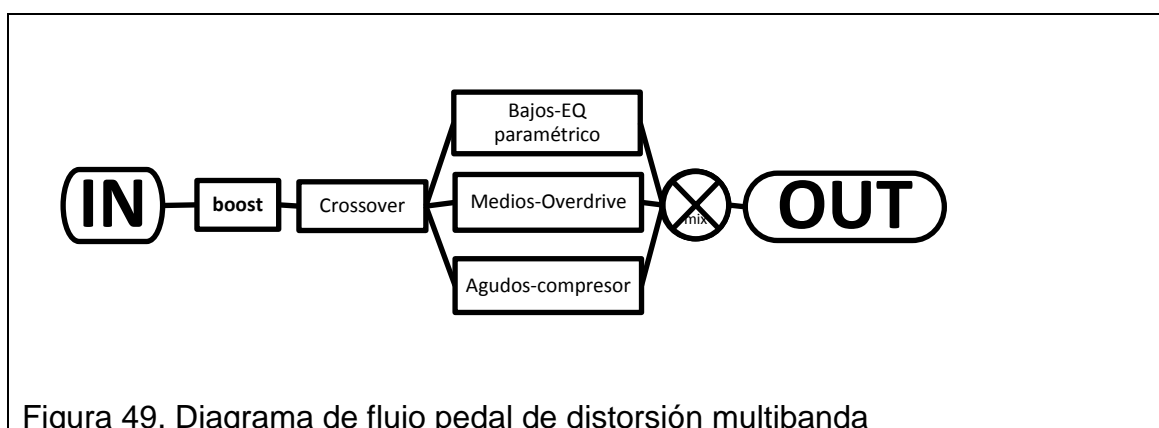 IN
boost
Crossover
Bajos-EQ
paramétrico
Medios-Overdrive
Agudos-compresor
mix
OUT
Figura 49. Diagrama de flujo pedal de distorsión multibanda